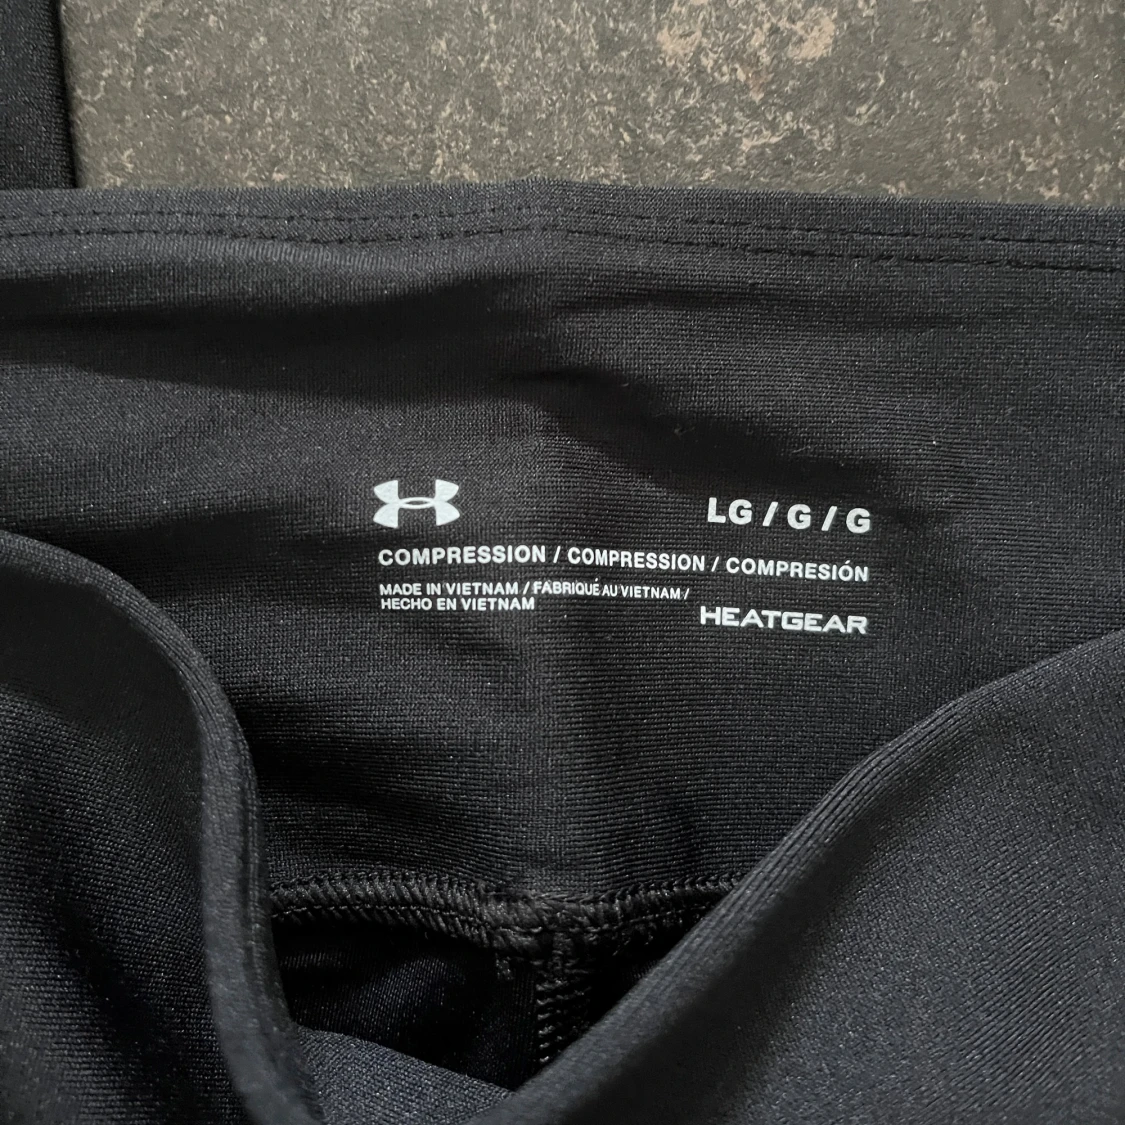 LG / G / G
COMPRESSION / COMPRESSION / COMPRESIÓN
MADE IN VIETNAM / FABRIQUÉ AU VIETNAM /
HECHO EN VIETNAM
HEATGEAR